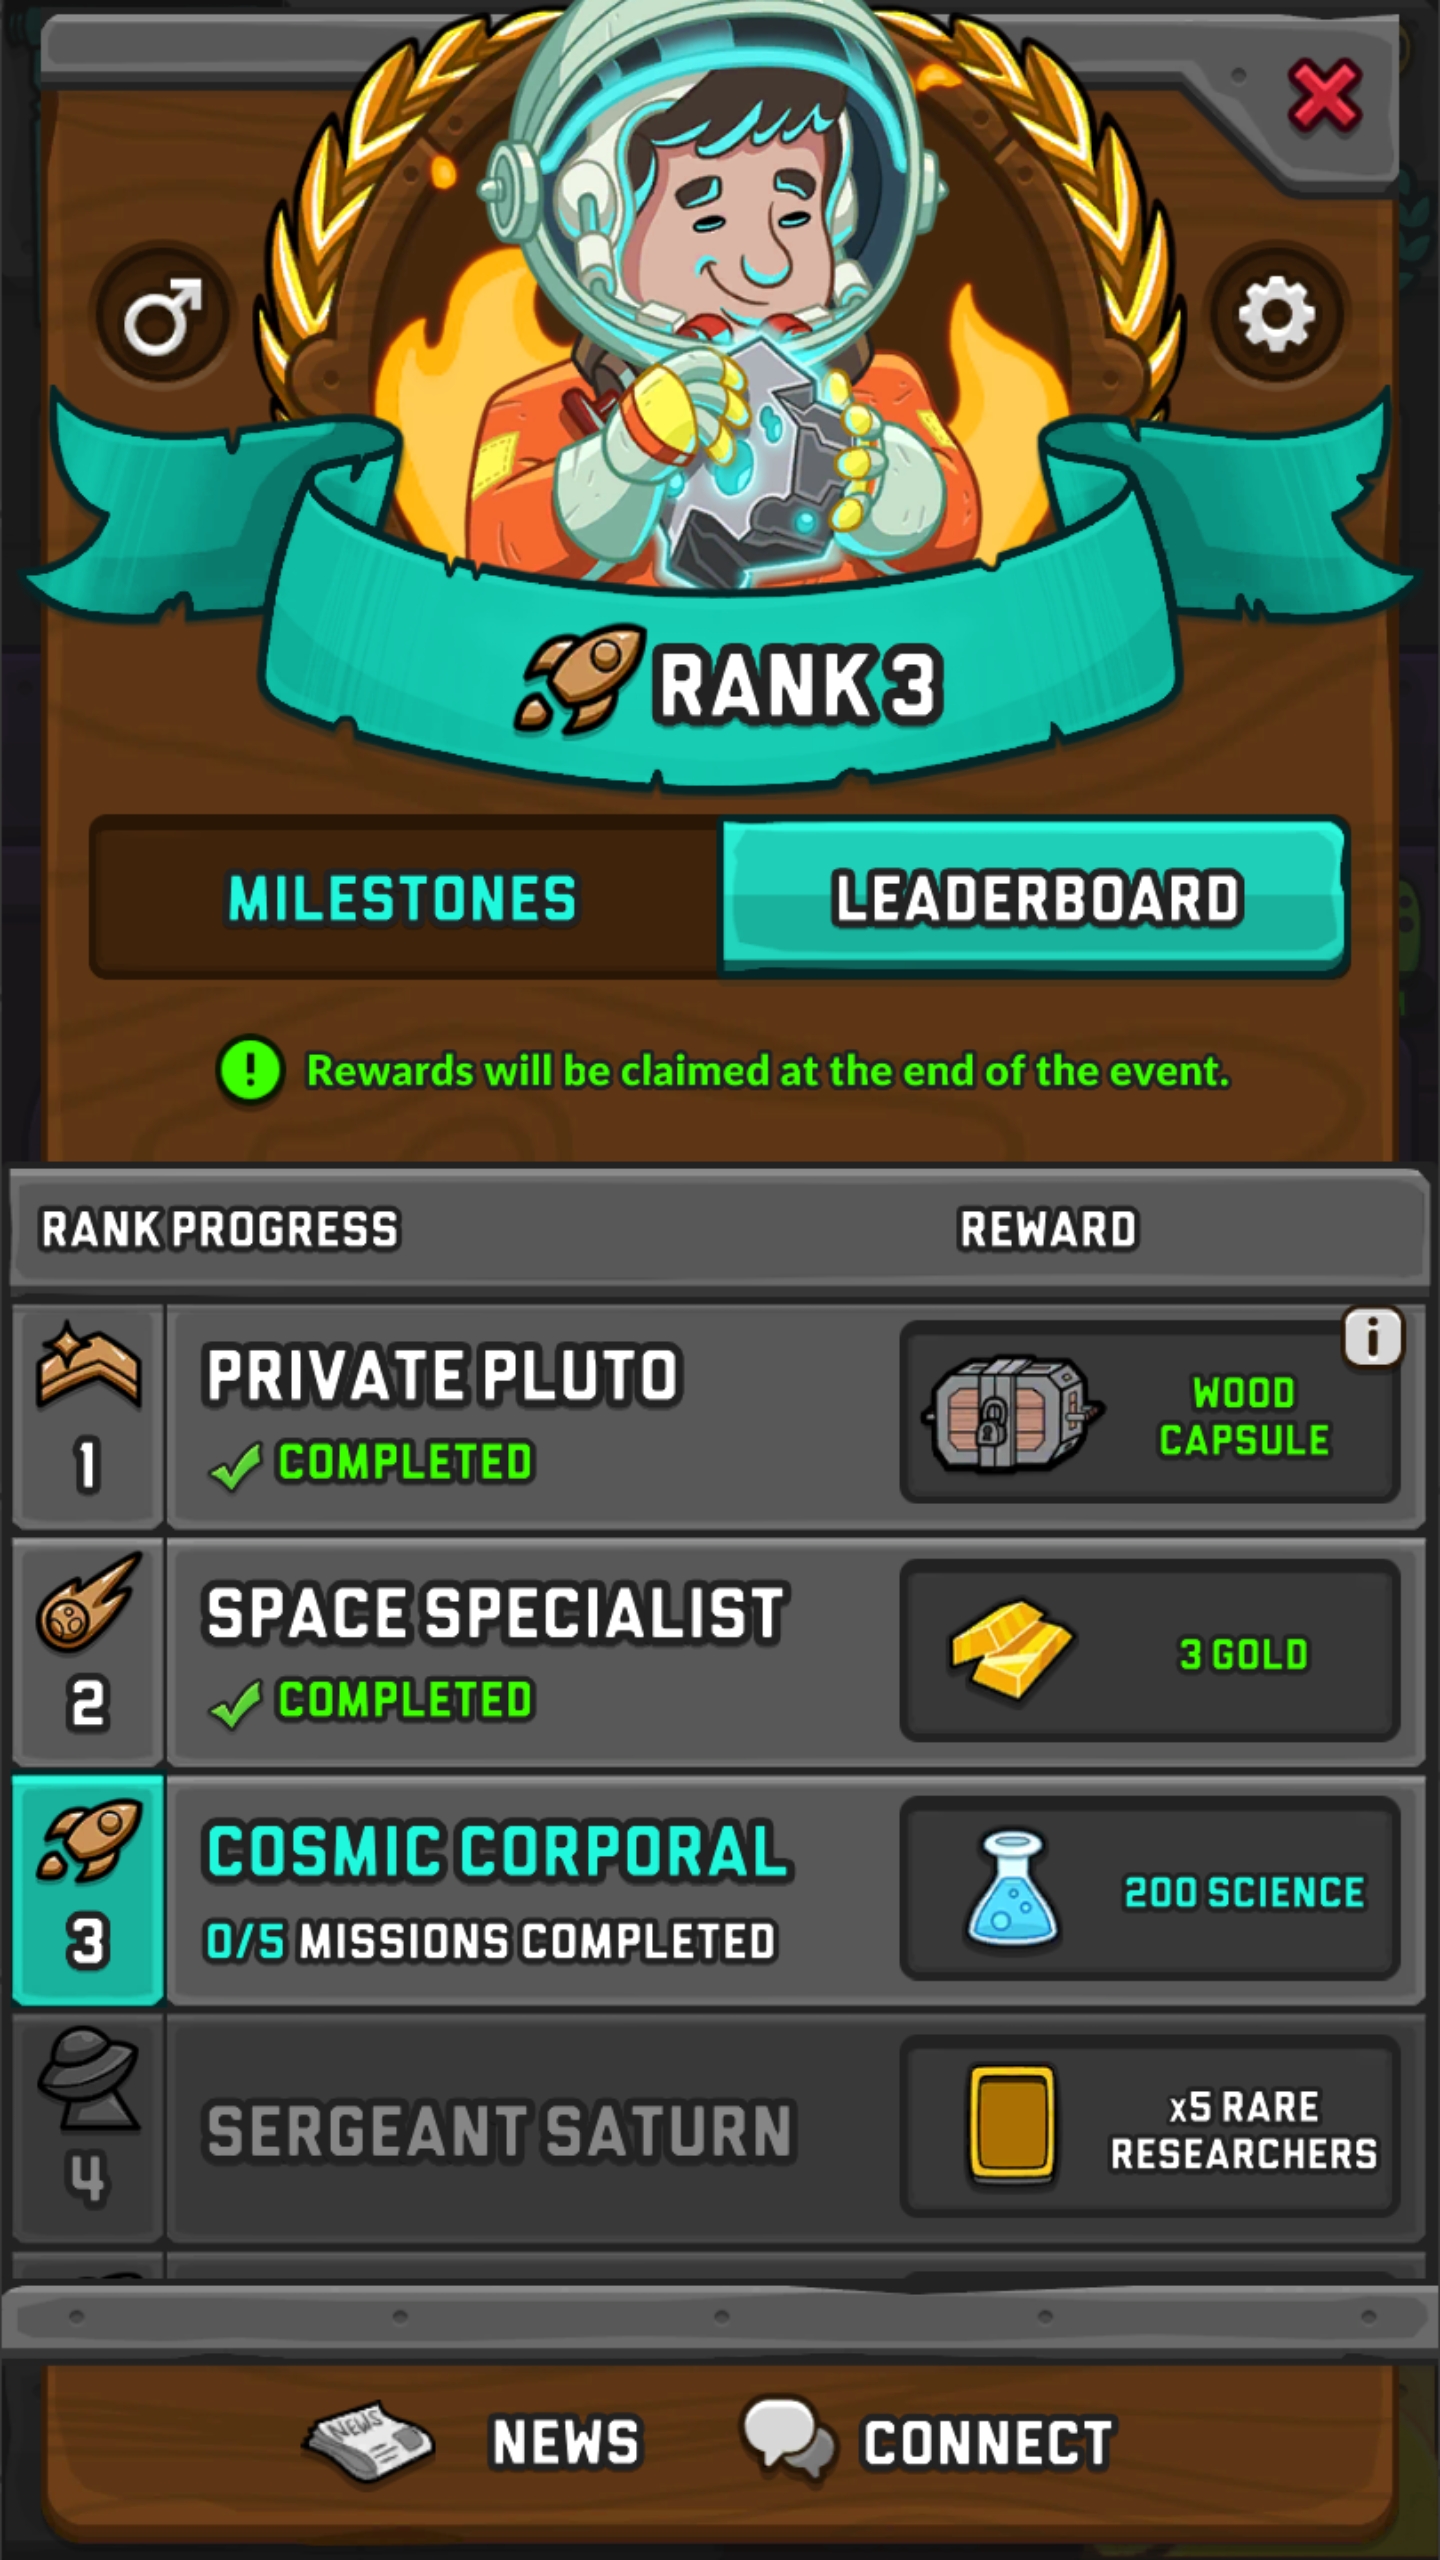 RANK 3
MILESTONES
LEADERBOARD
! Rewards will be claimed at the end of the event.
RANK PROGRESS
REWARD
1
PRIVATE PLUTO
COMPLETED
i
WOOD
CAPSULE
2
SPACE SPECIALIST
COMPLETED
3 GOLD
3
COSMIC CORPORAL
0/5 MISSIONS COMPLETED
200 SCIENCE
4
SERGEANT SATURN
x5 RARE
RESEARCHERS
NEWS
NEWS
CONNECT